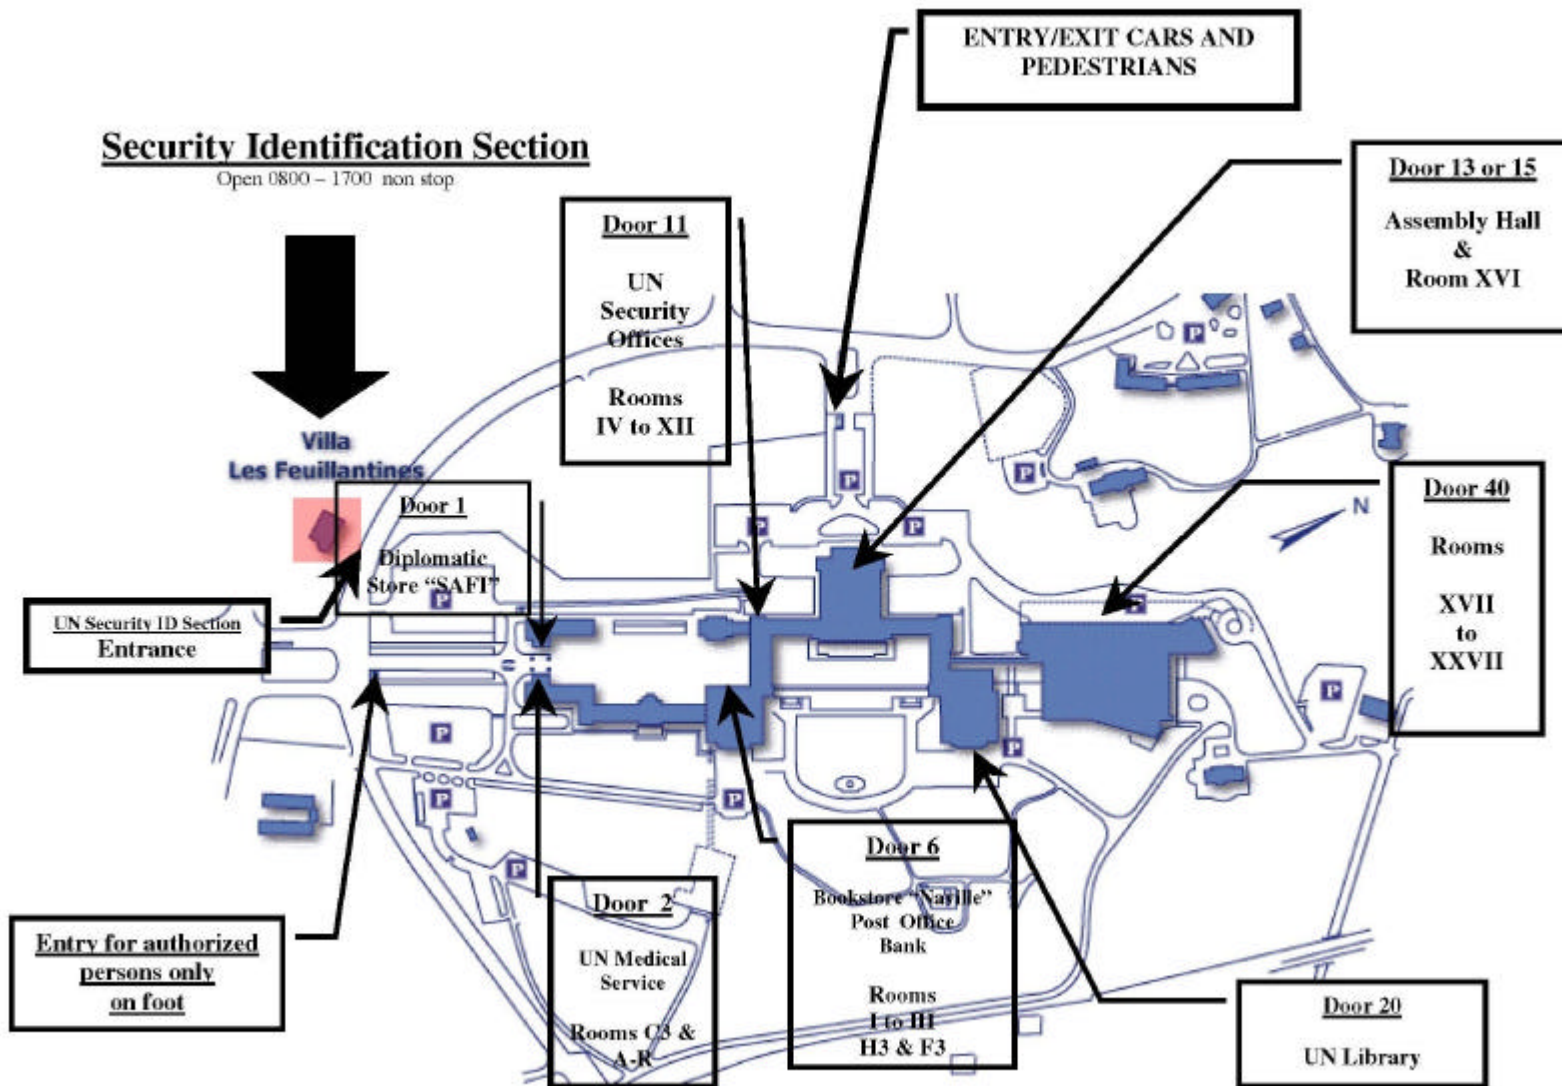 ENTRY/EXIT CARS AND
PEDESTRIANS
Security Identification Section
Open 0800 – 1700 non stop
Door 13 or 15
Assembly Hall
&
Room XVI
Door 11
UN
Security
Offices
Rooms
IV to XII
Villa
Les Feuillantines
Door 1
Diplomatic
Store “SAFI”
Door 40
Rooms
XVII
to
XXVII
N
P
P
P
P
P
P
P
P
P
P
P
P
P
UN Security ID Section
Entrance
Entry for authorized
persons only
on foot
Door 2
UN Medical
Service
Rooms C3 &
A-R
Door 6
Bookstore “Naville”
Post Office
Bank
Rooms
I to III
H3 & F3
Door 20
UN Library